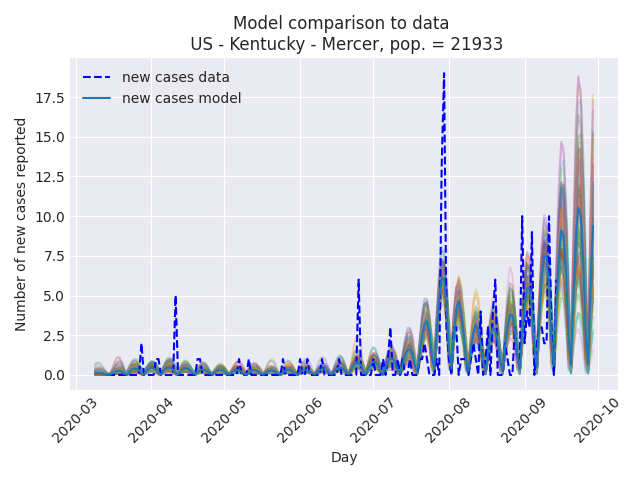 Model comparison to data
US - Kentucky - Mercer, pop. = 21933
new cases data
new cases model
Number of new cases reported
17.5
15.0
12.5
10.0
7.5
5.0
2.5
0.0
2020-03
2020-04
2020-05
2020-06
2020-07
2020-08
2020-09
2020-10
Day